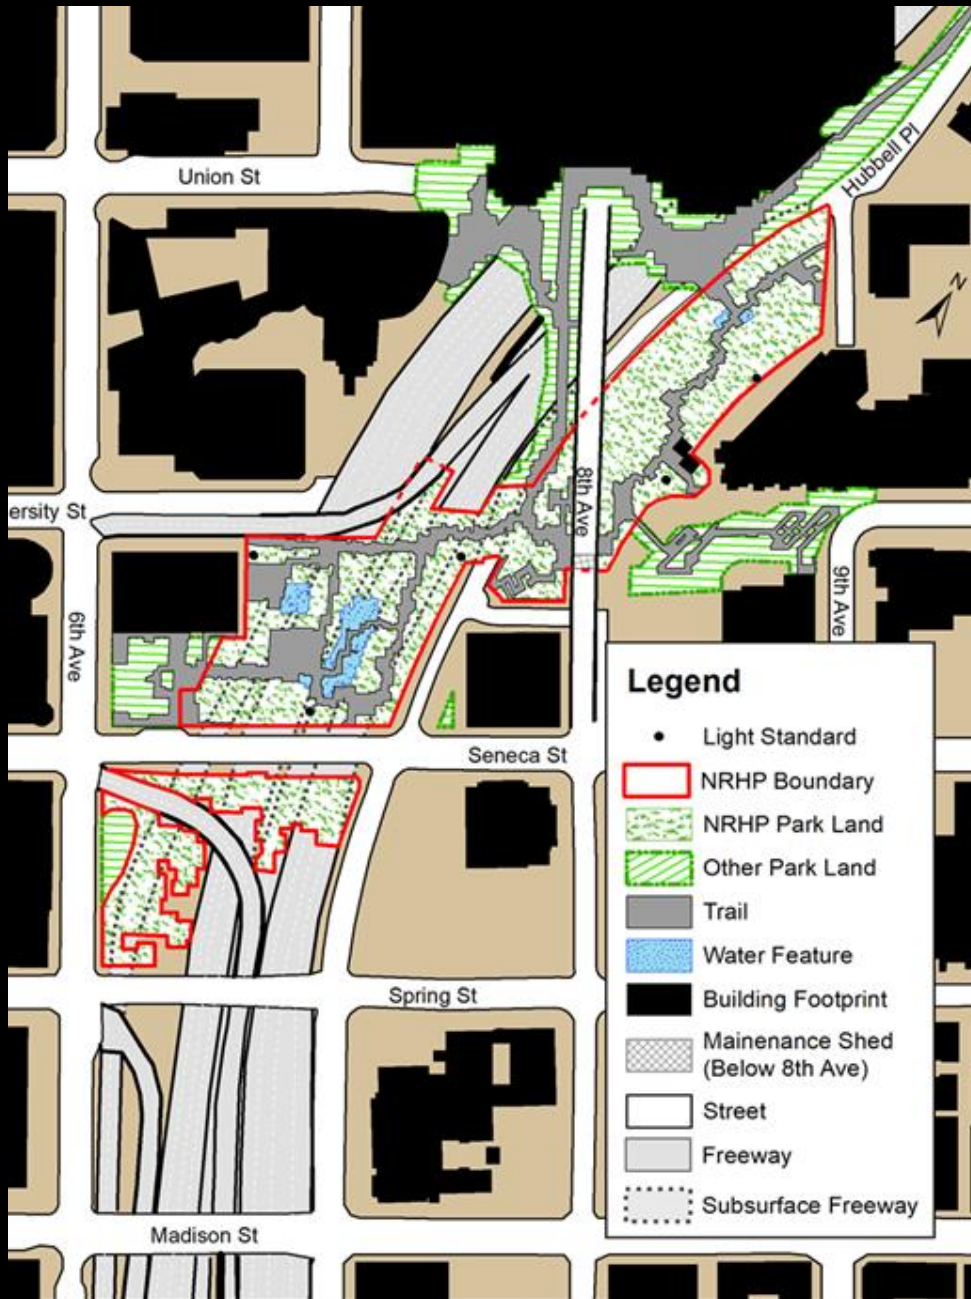 Union St
Hubbell Pl
N
ersity St
8th Ave
9th Ave
6th Ave
Seneca St
Spring St
Madison St
Legend
Light Standard
NRHP Boundary
NRHP Park Land
Other Park Land
Trail
Water Feature
Building Footprint
Mainenance Shed
(Below 8th Ave)
Street
Freeway
Subsurface Freeway